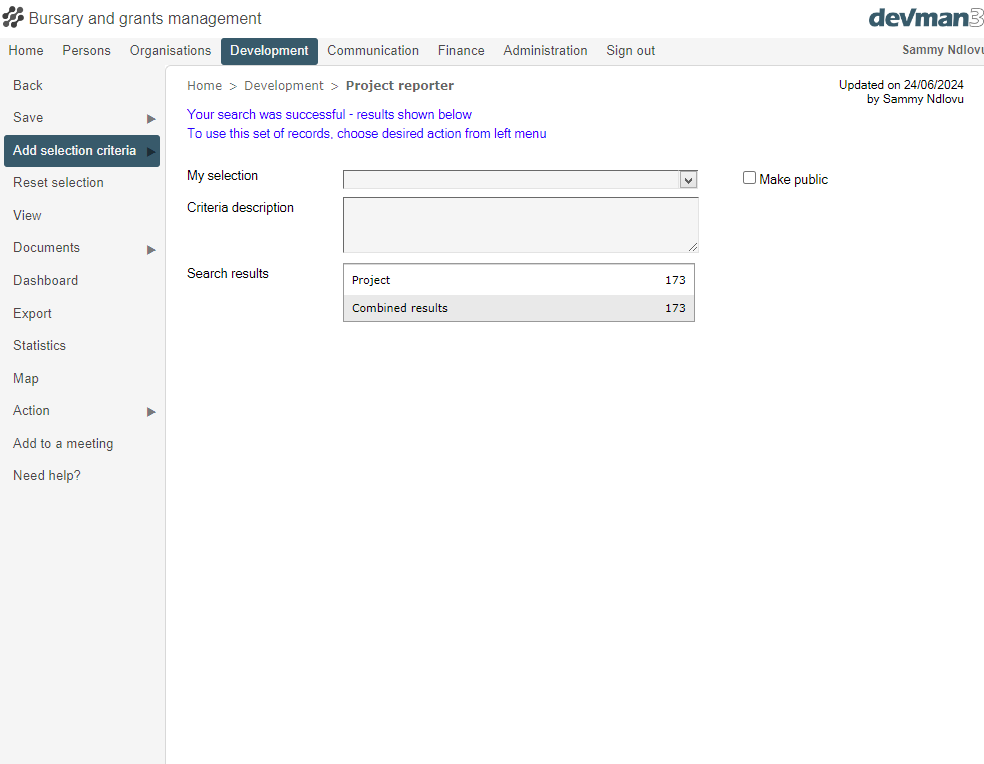 Bursary and grants management
devman3
Home Persons Organisations Development Communication Finance Administration Sign out Sammy Ndlovu
Back
Save
Add selection criteria
Reset selection
View
Documents
Dashboard
Export
Statistics
Map
Action
Add to a meeting
Need help?
Home > Development > Project reporter
Updated on 24/06/2024
by Sammy Ndlovu
Your search was successful - results shown below
To use this set of records, choose desired action from left menu
My selection
Make public
Criteria description
Search results
Project 173
Combined results 173